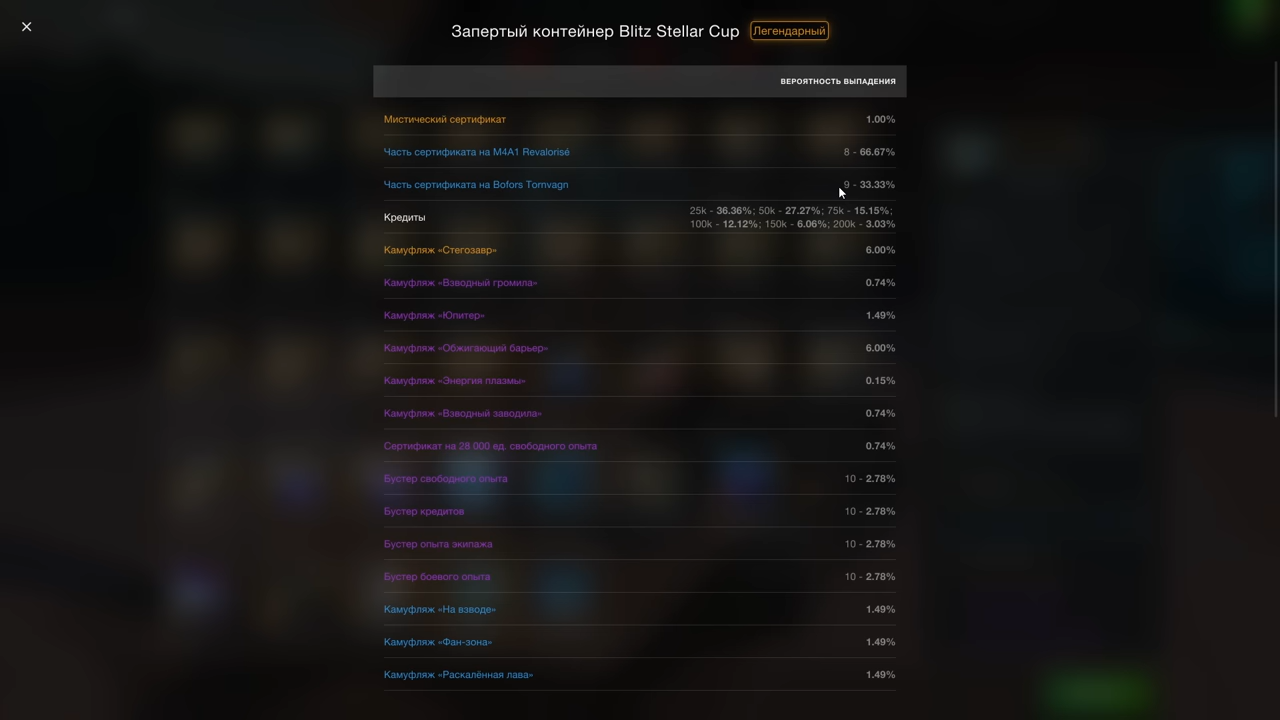 Запертый контейнер Blitz Stellar Cup Легендарный
ВЕРОЯТНОСТЬ ВЫПАДЕНИЯ
Мистический сертификат 1.00%
Часть сертификата на M4A1 Revalorisé 8 - 66.67%
Часть сертификата на Bofors Tornvagn 9 - 33.33%
Кредиты 25k - 36.36%; 50k - 27.27%; 75k - 15.15%;
100k - 12.12%; 150k - 6.06%; 200k - 3.03%
Камуфляж «Стегозавр» 6.00%
Камуфляж «Взводный громила» 0.74%
Камуфляж «Юпитер» 1.49%
Камуфляж «Обжигающий барьер» 6.00%
Камуфляж «Энергия плазмы» 0.15%
Камуфляж «Взводный заводила» 0.74%
Сертификат на 28 000 ед. свободного опыта 0.74%
Бустер свободного опыта 10 - 2.78%
Бустер кредитов 10 - 2.78%
Бустер опыта экипажа 10 - 2.78%
Бустер боевого опыта 10 - 2.78%
Камуфляж «На взводе» 1.49%
Камуфляж «Фан-зона» 1.49%
Камуфляж «Раскалённая лава» 1.49%